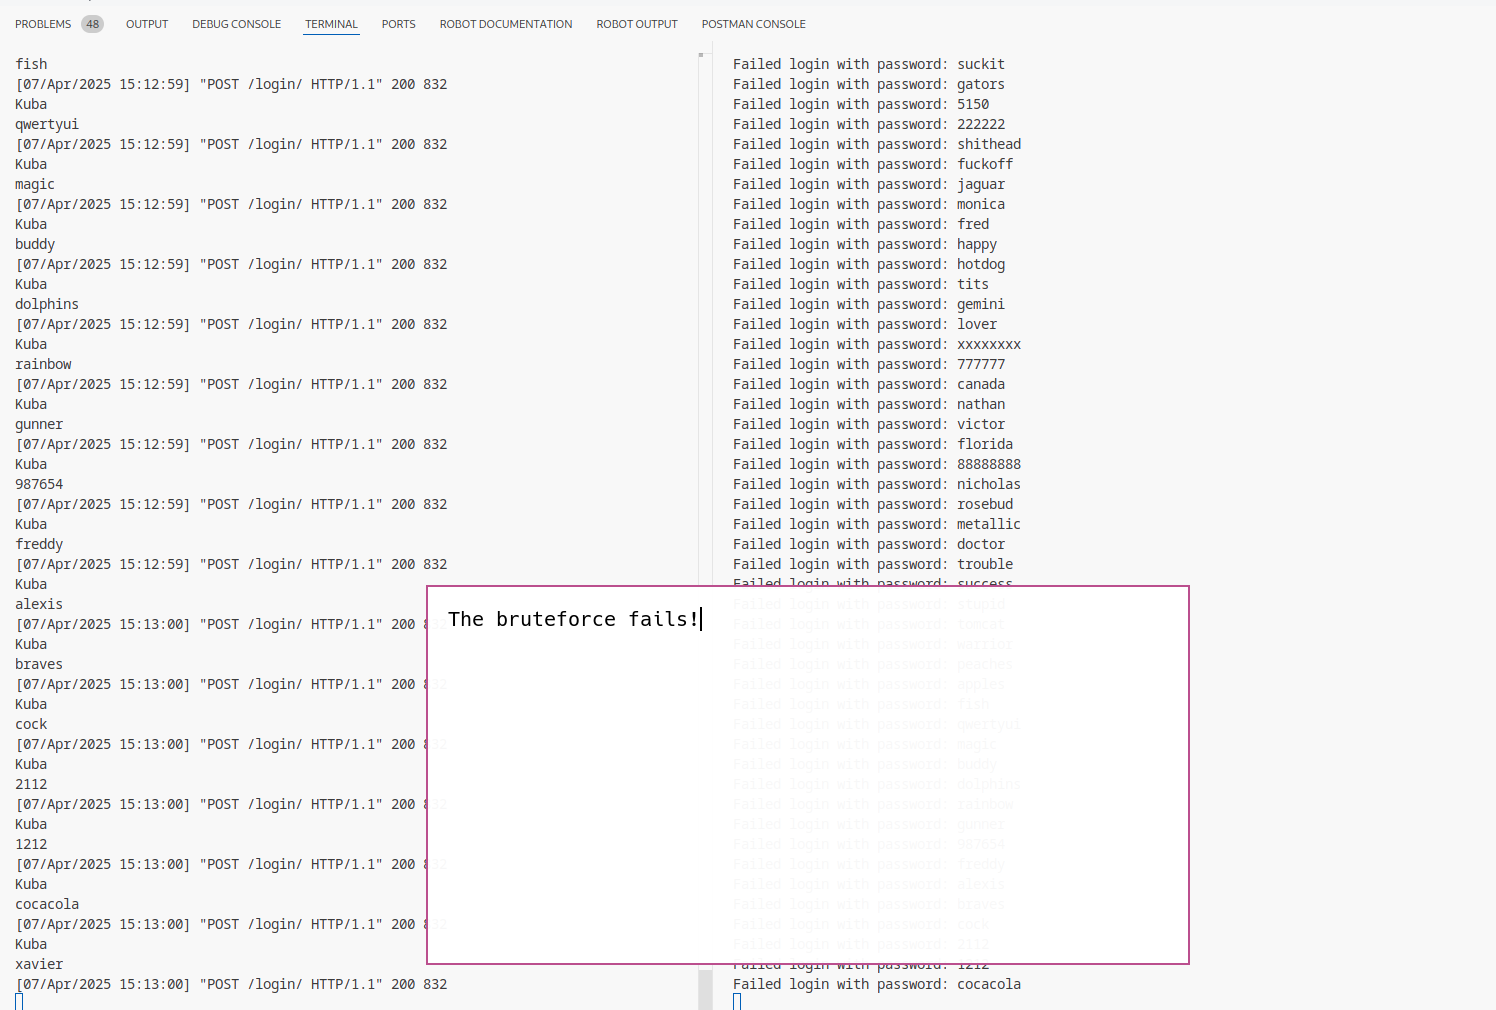 PROBLEMS 48 OUTPUT DEBUG CONSOLE TERMINAL PORTS ROBOT DOCUMENTATION ROBOT OUTPUT POSTMAN CONSOLE
fish
[07/Apr/2025 15:12:59] "POST /login/ HTTP/1.1" 200 832
Kuba
qwertyui
[07/Apr/2025 15:12:59] "POST /login/ HTTP/1.1" 200 832
Kuba
magic
[07/Apr/2025 15:12:59] "POST /login/ HTTP/1.1" 200 832
Kuba
buddy
[07/Apr/2025 15:12:59] "POST /login/ HTTP/1.1" 200 832
Kuba
dolphins
[07/Apr/2025 15:12:59] "POST /login/ HTTP/1.1" 200 832
Kuba
rainbow
[07/Apr/2025 15:12:59] "POST /login/ HTTP/1.1" 200 832
Kuba
gunner
[07/Apr/2025 15:12:59] "POST /login/ HTTP/1.1" 200 832
Kuba
987654
[07/Apr/2025 15:12:59] "POST /login/ HTTP/1.1" 200 832
Kuba
freddy
[07/Apr/2025 15:12:59] "POST /login/ HTTP/1.1" 200 832
Kuba
alexis
[07/Apr/2025 15:13:00] "POST /login/ HTTP/1.1" 200 832
Kuba
braves
[07/Apr/2025 15:13:00] "POST /login/ HTTP/1.1" 200 832
Kuba
cock
[07/Apr/2025 15:13:00] "POST /login/ HTTP/1.1" 200 832
Kuba
2112
[07/Apr/2025 15:13:00] "POST /login/ HTTP/1.1" 200 832
Kuba
1212
[07/Apr/2025 15:13:00] "POST /login/ HTTP/1.1" 200 832
Kuba
cocacola
[07/Apr/2025 15:13:00] "POST /login/ HTTP/1.1" 200 832
Kuba
xavier
[07/Apr/2025 15:13:00] "POST /login/ HTTP/1.1" 200 832
Failed login with password: suckit
Failed login with password: gators
Failed login with password: 5150
Failed login with password: 222222
Failed login with password: shithead
Failed login with password: fuckoff
Failed login with password: jaguar
Failed login with password: monica
Failed login with password: fred
Failed login with password: happy
Failed login with password: hotdog
Failed login with password: tits
Failed login with password: gemini
Failed login with password: lover
Failed login with password: xxxxxxxx
Failed login with password: 777777
Failed login with password: canada
Failed login with password: nathan
Failed login with password: victor
Failed login with password: florida
Failed login with password: 88888888
Failed login with password: nicholas
Failed login with password: rosebud
Failed login with password: metallic
Failed login with password: doctor
Failed login with password: trouble
Failed login with password: success
Failed login with password: stupid
Failed login with password: tomcat
Failed login with password: warrior
Failed login with password: peaches
Failed login with password: apples
Failed login with password: fish
Failed login with password: qwertyui
Failed login with password: magic
Failed login with password: buddy
Failed login with password: dolphins
Failed login with password: rainbow
Failed login with password: gunner
Failed login with password: 987654
Failed login with password: freddy
Failed login with password: alexis
Failed login with password: braves
Failed login with password: cock
Failed login with password: 2112
Failed login with password: 1212
Failed login with password: cocacola
The bruteforce fails!